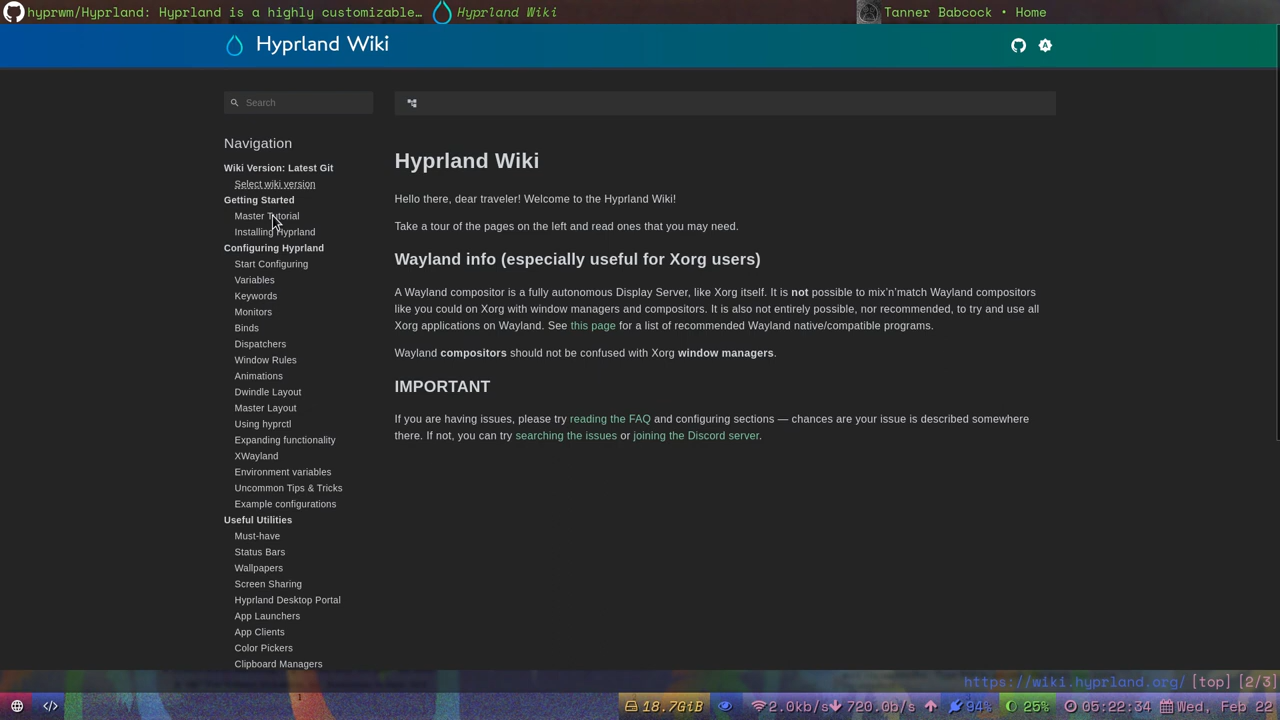 hyprwm/Hyprland: Hyprland is a highly customizable…
Hyprland Wiki
Tanner Babcock • Home
Hyprland Wiki
Search
Navigation
Wiki Version: Latest Git
Select wiki version
Getting Started
Master Tutorial
Installing Hyprland
Configuring Hyprland
Start Configuring
Variables
Keywords
Monitors
Binds
Dispatchers
Window Rules
Animations
Dwindle Layout
Master Layout
Using hyprctl
Expanding functionality
XWayland
Environment variables
Uncommon Tips & Tricks
Example configurations
Useful Utilities
Must-have
Status Bars
Wallpapers
Screen Sharing
Hyprland Desktop Portal
App Launchers
App Clients
Color Pickers
Clipboard Managers
Hyprland Wiki
Hello there, dear traveler! Welcome to the Hyprland Wiki!
Take a tour of the pages on the left and read ones that you may need.
Wayland info (especially useful for Xorg users)
A Wayland compositor is a fully autonomous Display Server, like Xorg itself. It is not possible to mix’n’match Wayland compositors
like you could on Xorg with window managers and compositors. It is also not entirely possible, nor recommended, to try and use all
Xorg applications on Wayland. See this page for a list of recommended Wayland native/compatible programs.
Wayland compositors should not be confused with Xorg window managers.
IMPORTANT
If you are having issues, please try reading the FAQ and configuring sections — chances are your issue is described somewhere
there. If not, you can try searching the issues or joining the Discord server.
https://wiki.hyprland.org/ [top] [2/3]
18.7GiB 2.0kb/s 720.0b/s 94% 25% 05:22:34 Wed, Feb 22